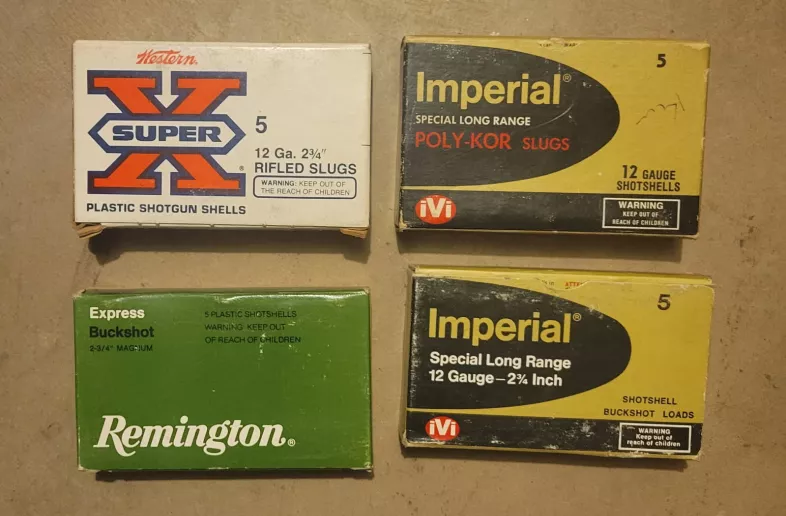 Western
SUPER X
5
12 Ga. 2¾"
RIFLED SLUGS
WARNING: KEEP OUT OF
THE REACH OF CHILDREN
®
PLASTIC SHOTGUN SHELLS
5
Imperial®
SPECIAL LONG RANGE
POLY-KOR SLUGS
12 GAUGE
SHOTSHELLS
iVi
WARNING
KEEP OUT OF
REACH OF CHILDREN
Express
Buckshot
2-3/4" MAGNUM
5 PLASTIC SHOTSHELLS
WARNING: KEEP OUT
OF REACH OF CHILDREN
Remington®
5
Imperial®
Special Long Range
12 Gauge–2¾ Inch
SHOTSHELL
BUCKSHOT LOADS
iVi
WARNING
Keep out of
reach of children